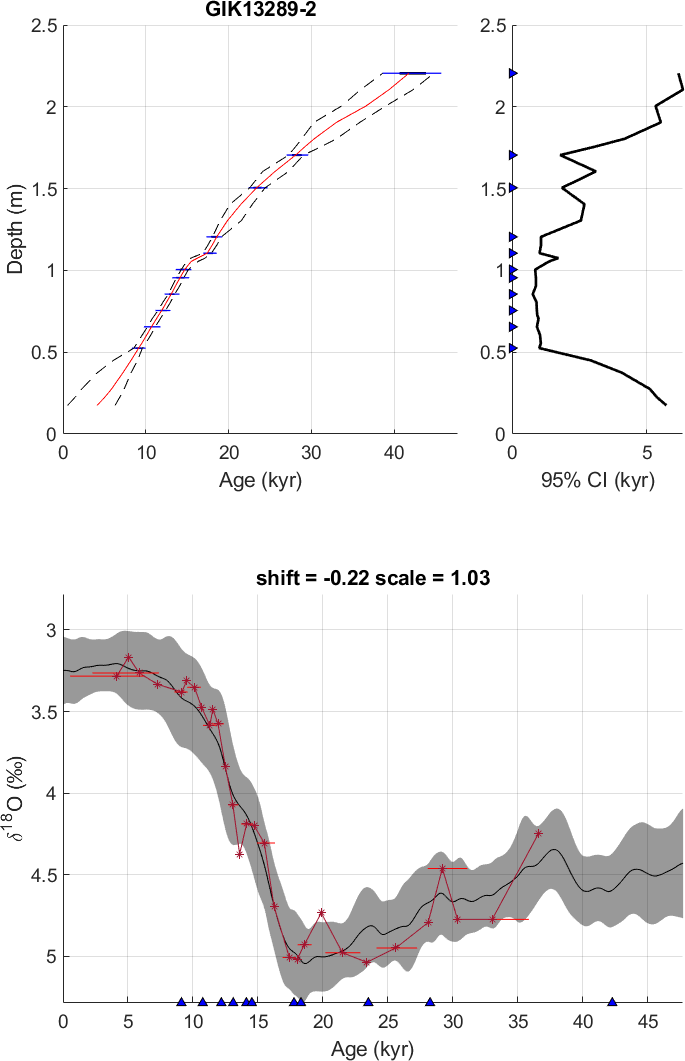 GIK13289-2
2.5
2
1.5
1
0.5
0
Depth (m)
0 10 20 30 40
Age (kyr)
2.5
2
1.5
1
0.5
0
0 5
95% CI (kyr)
shift = -0.22 scale = 1.03
3
3.5
4
4.5
5
δ¹⁸O (‰)
0 5 10 15 20 25 30 35 40 45
Age (kyr)